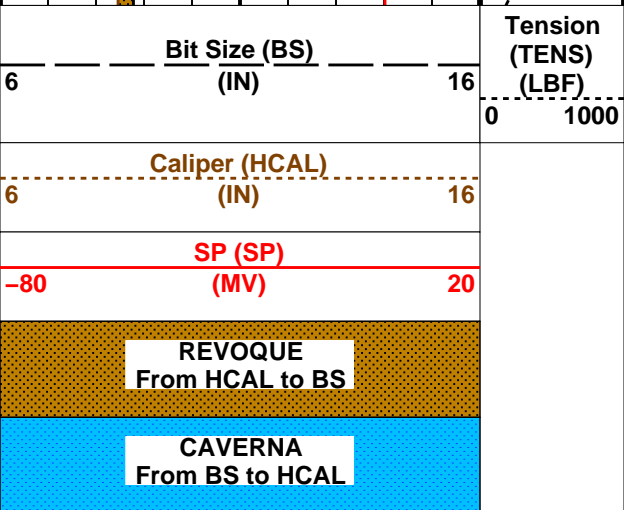 Bit Size (BS)
6 (IN) 16
Tension
(TENS)
(LBF)
0 1000
Caliper (HCAL)
6 (IN) 16
SP (SP)
−80 (MV) 20
REVOQUE
From HCAL to BS
CAVERNA
From BS to HCAL